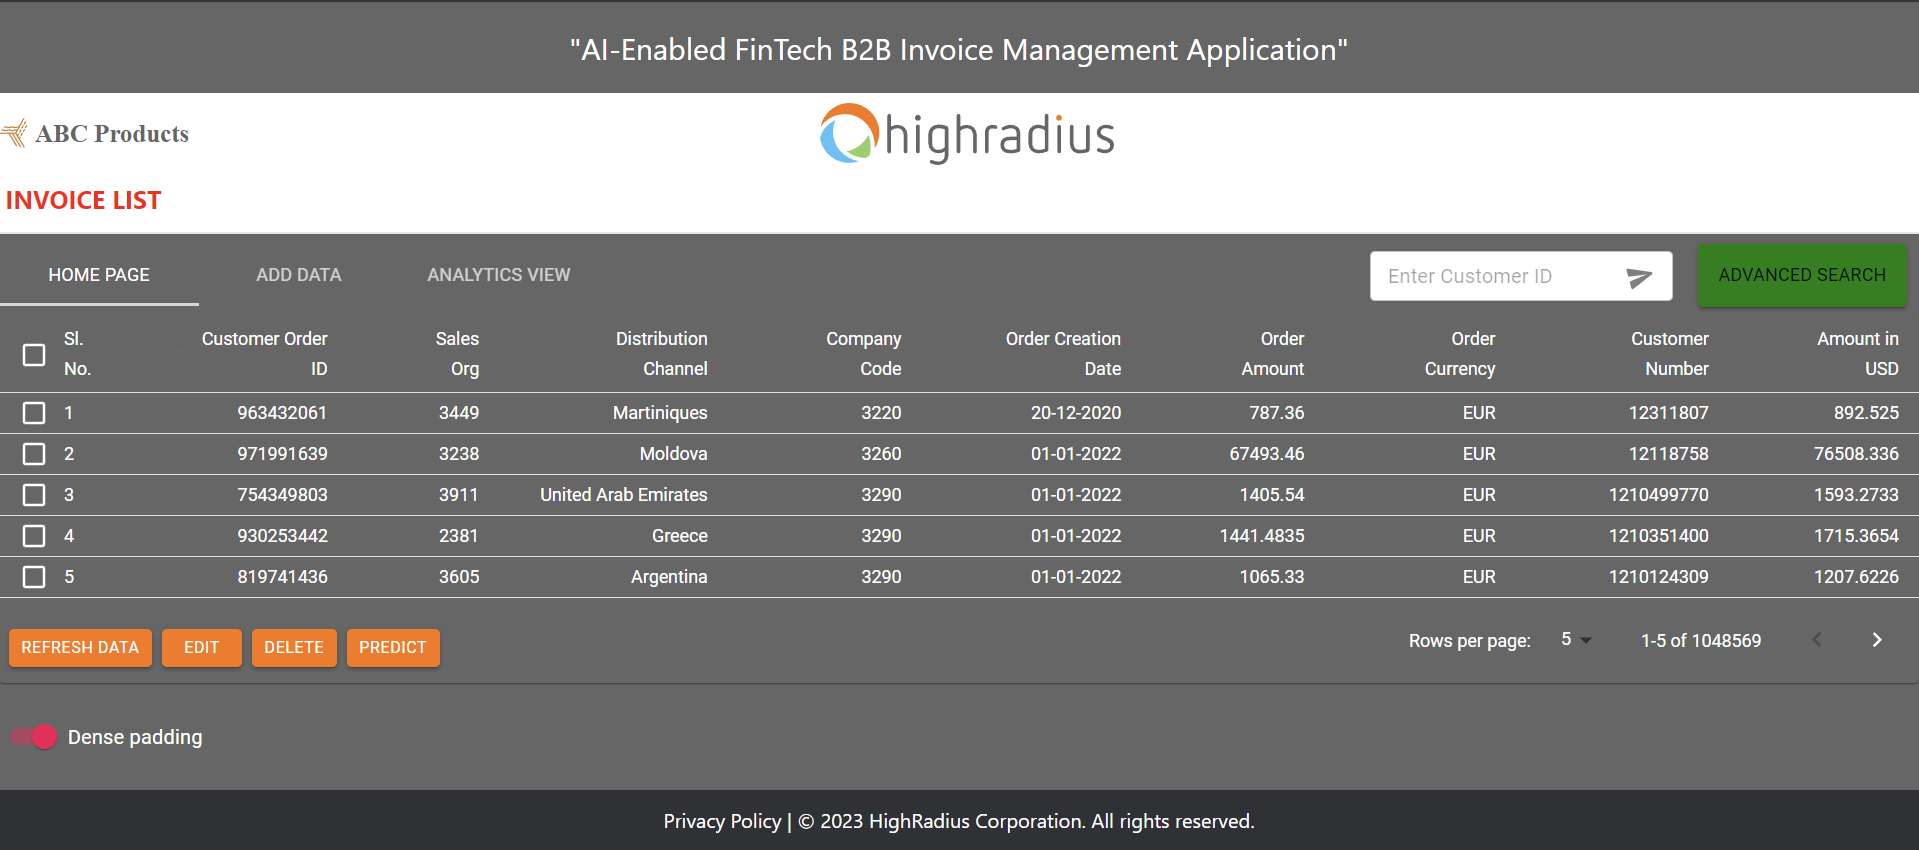 "AI-Enabled FinTech B2B Invoice Management Application"
ABC Products
highradius
INVOICE LIST
HOME PAGE ADD DATA ANALYTICS VIEW Enter Customer ID ADVANCED SEARCH
Sl. Customer Order Sales Distribution Company Order Creation Order Order Customer Amount in
No. ID Org Channel Code Date Amount Currency Number USD
1 963432061 3449 Martiniques 3220 20-12-2020 787.36 EUR 12311807 892.525
2 971991639 3238 Moldova 3260 01-01-2022 67493.46 EUR 12118758 76508.336
3 754349803 3911 United Arab Emirates 3290 01-01-2022 1405.54 EUR 1210499770 1593.2733
4 930253442 2381 Greece 3290 01-01-2022 1441.4835 EUR 1210351400 1715.3654
5 819741436 3605 Argentina 3290 01-01-2022 1065.33 EUR 1210124309 1207.6226
REFRESH DATA EDIT DELETE PREDICT Rows per page: 5 1-5 of 1048569
Dense padding
Privacy Policy | © 2023 HighRadius Corporation. All rights reserved.